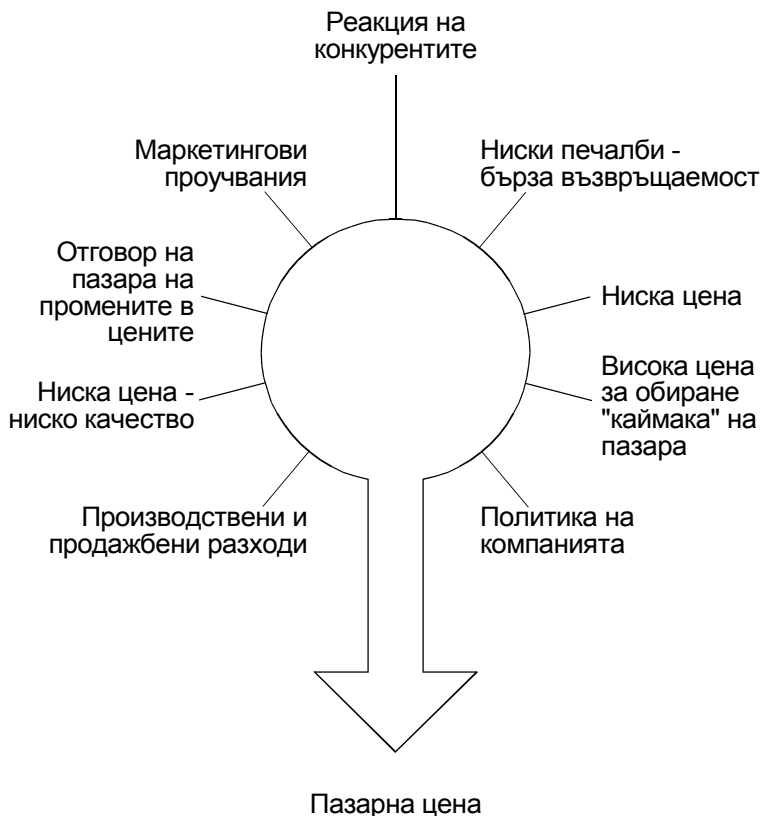 Реакция на
конкурентите
Маркетингови
проучвания
Ниски печалби -
бърза възвръщаемост
Отговор на
пазара на
промените в
цените
Ниска цена
Ниска цена -
ниско качество
Висока цена
за обиране
"каймака" на
пазара
Производствени и
продажбени разходи
Политика на
компанията
Пазарна цена